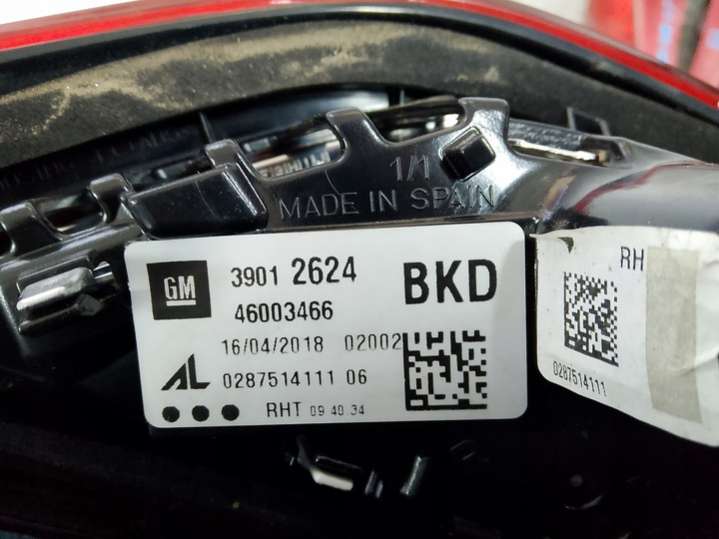 1/1
MADE IN SPAIN
GM 3901 2624 BKD
46003466
16/04/2018 02002
AL 0287514111 06
RHT 09 40.34
RH
0287514111